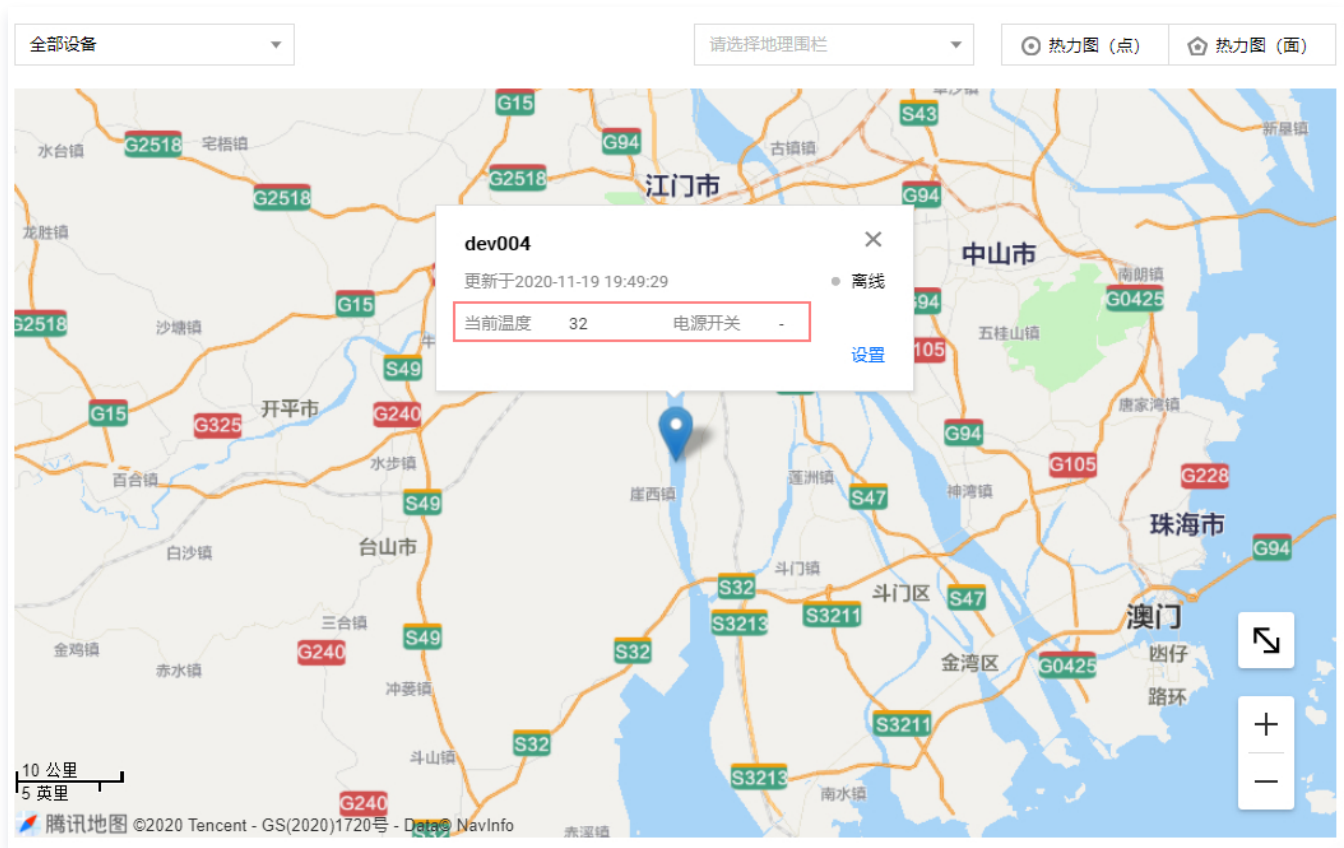 全部设备
请选择地理围栏
热力图（点）
热力图（面）
G15
S43
新垦镇
水台镇
G2518
宅梧镇
G94
古镇镇
G2518
江门市
G2518
G94
龙胜镇
dev004
中山市
更新于2020-11-19 19:49:29
离线
南朗镇
G15
G0425
G2518
沙塘镇
当前温度 32 电源开关 -
五桂山镇
设置
105
S49
G15
开平市
G240
唐家湾镇
G325
G94
水步镇
G105
百合镇
莲洲镇
G228
崖西镇
S47
神湾镇
S49
珠海市
白沙镇
台山市
G94
斗门镇
S32
斗门区
S47
S3211
澳门
三合镇
S3213
S49
金鸡镇
G240
S32
氹仔
赤水镇
金湾区
G0425
冲蒌镇
路环
S3211
S32
斗山镇
10 公里
S3213
5 英里
南水镇
G240
腾讯地图 ©2020 Tencent - GS(2020)1720号 - Data© NavInfo
S32
赤溪镇